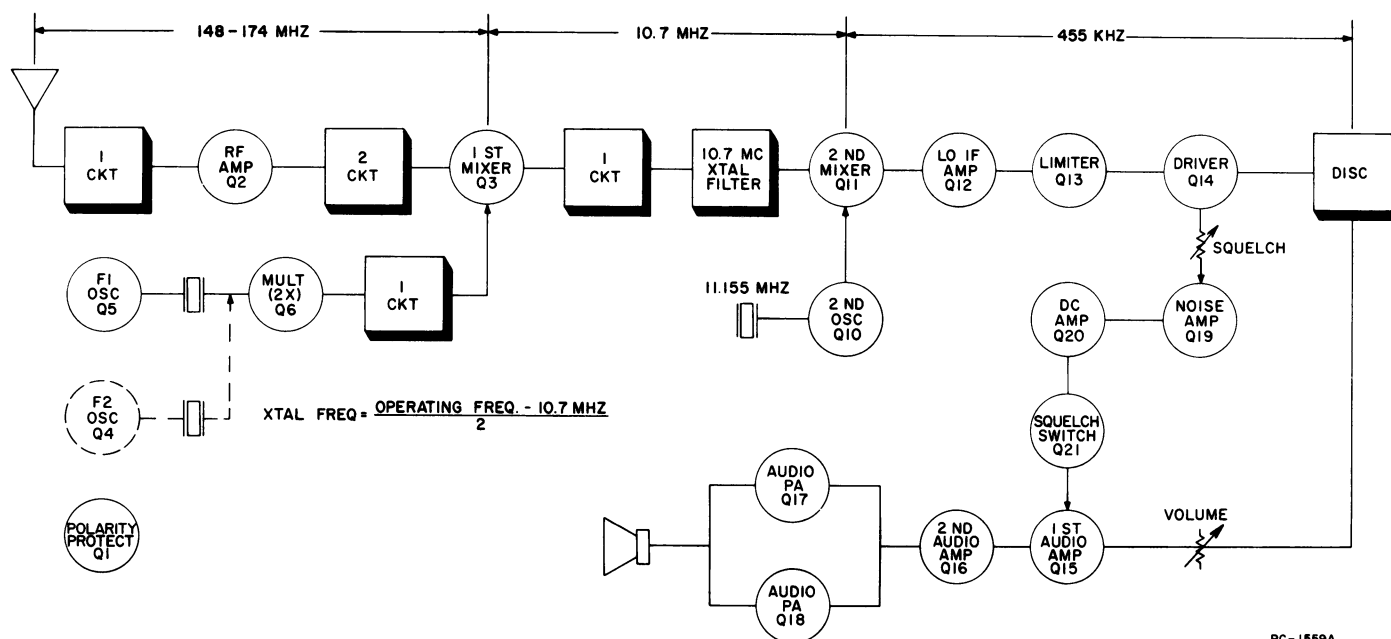 148-174 MHZ
10.7 MHZ
455 KHZ
1
CKT
RF
AMP
Q2
2
CKT
1 ST
MIXER
Q3
1
CKT
10.7 MC
XTAL
FILTER
2 ND
MIXER
Q11
LO IF
AMP
Q12
LIMITER
Q13
DRIVER
Q14
DISC
SQUELCH
F1
OSC
Q5
MULT
(2X)
Q6
1
CKT
11.155 MHZ
2 ND
OSC
Q10
DC
AMP
Q20
NOISE
AMP
Q19
F2
OSC
Q4
XTAL FREQ = OPERATING FREQ. - 10.7 MHZ
2
SQUELCH
SWITCH
Q21
POLARITY
PROTECT
Q1
AUDIO
PA
Q17
2 ND
AUDIO
AMP
Q16
1 ST
AUDIO
AMP
Q15
VOLUME
AUDIO
PA
Q18
RC-1559A